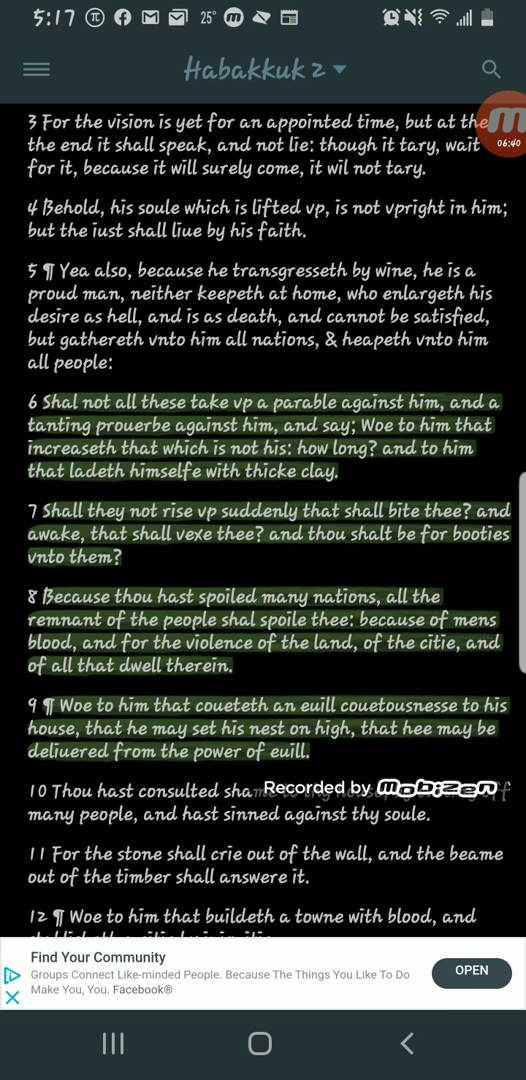 5:17
25°
Habakkuk 2
06:40
3 For the vision is yet for an appointed time, but at the
the end it shall speak, and not lie: though it tary, wait
for it, because it will surely come, it wil not tary.
4 Behold, his soule which is lifted vp, is not vpright in him;
but the iust shall liue by his faith.
5 ¶ Yea also, because he transgresseth by wine, he is a
proud man, neither keepeth at home, who enlargeth his
desire as hell, and is as death, and cannot be satisfied,
but gathereth vnto him all nations, & heapeth vnto him
all people:
6 Shal not all these take vp a parable against him, and a
tanting prouerbe against him, and say; Woe to him that
increaseth that which is not his: how long? and to him
that ladeth himselfe with thicke clay.
7 Shall they not rise vp suddenly that shall bite thee? and
awake, that shall vexe thee? and thou shalt be for booties
vnto them?
8 Because thou hast spoiled many nations, all the
remnant of the people shal spoile thee: because of mens
blood, and for the violence of the land, of the citie, and
of all that dwell therein.
9 ¶ Woe to him that coueteth an euill couetousnesse to his
house, that he may set his nest on high, that hee may be
deliuered from the power of euill.
10 Thou hast consulted shame to thy house, off
Recorded by mobizen
many people, and hast sinned against thy soule.
11 For the stone shall crie out of the wall, and the beame
out of the timber shall answere it.
12 ¶ Woe to him that buildeth a towne with blood, and
Find Your Community
Groups Connect Like-minded People. Because The Things You Like To Do
Make You, You. Facebook®
OPEN